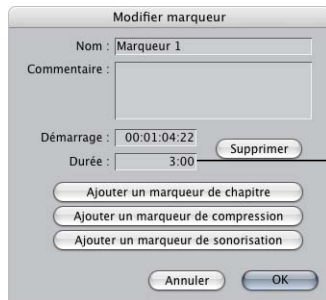 Modifier marqueur
Nom : Marqueur 1
Commentaire :
Démarrage : 00:01:04:22
Supprimer
Durée : 3:00
Ajouter un marqueur de chapitre
Ajouter un marqueur de compression
Ajouter un marqueur de sonorisation
Annuler OK